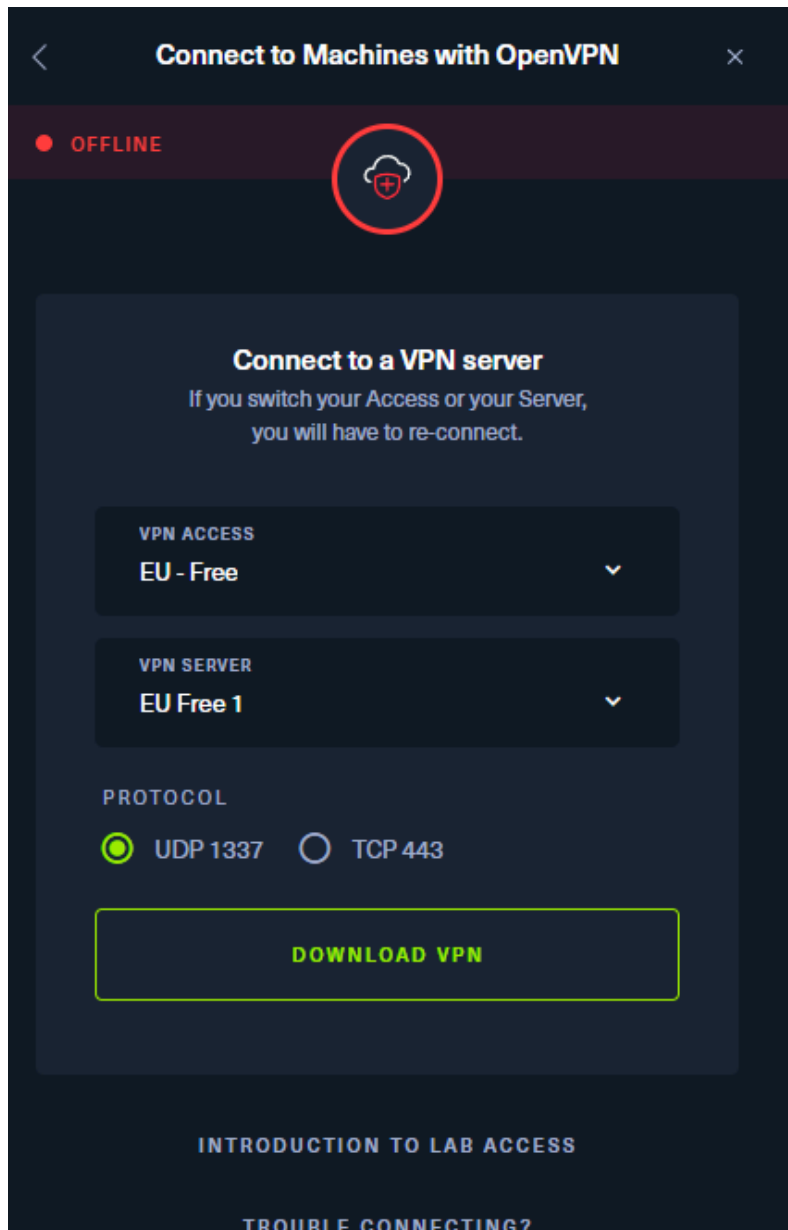 Connect to Machines with OpenVPN
OFFLINE
Connect to a VPN server
If you switch your Access or your Server,
you will have to re-connect.
VPN ACCESS
EU - Free
VPN SERVER
EU Free 1
PROTOCOL
UDP 1337 TCP 443
DOWNLOAD VPN
INTRODUCTION TO LAB ACCESS
TROUBLE CONNECTING?